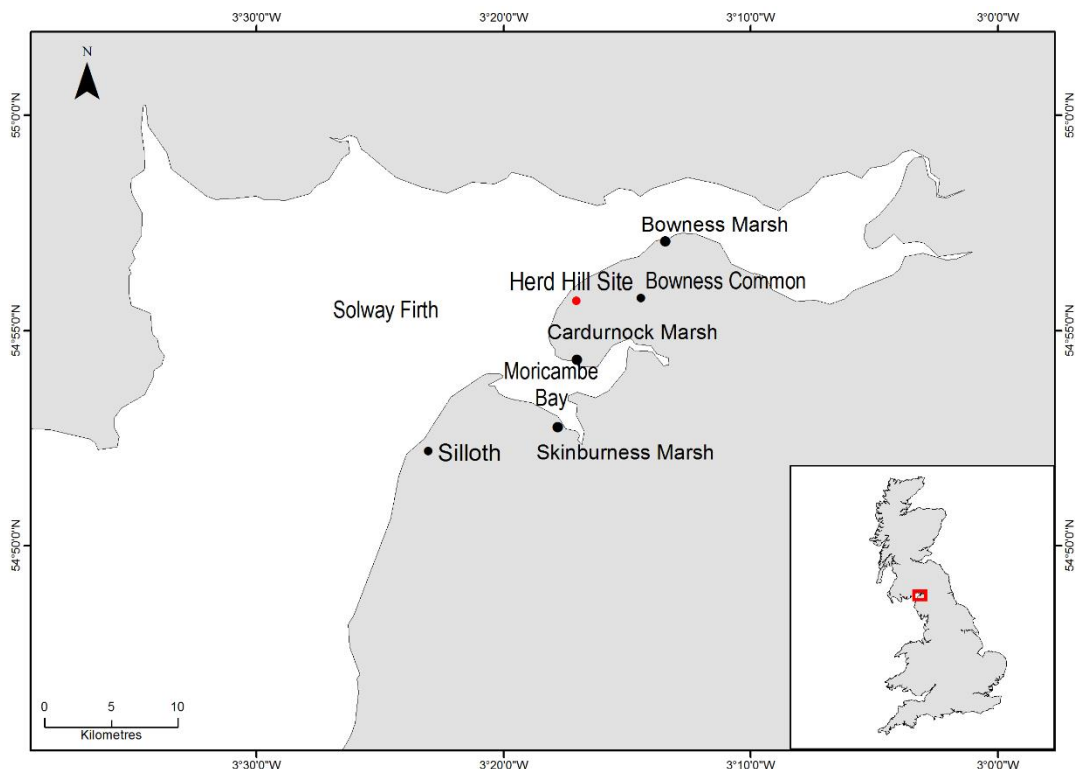 3°30'0"W 3°20'0"W 3°10'0"W 3°0'0"W
N
55°0'0"N 55°0'0"N
Bowness Marsh
Herd Hill Site
Bowness Common
Solway Firth
54°55'0"N 54°55'0"N
Cardurnock Marsh
Moricambe
Bay
Silloth
Skinburness Marsh
54°50'0"N 54°50'0"N
0 5 10
Kilometres
3°30'0"W 3°20'0"W 3°10'0"W 3°0'0"W